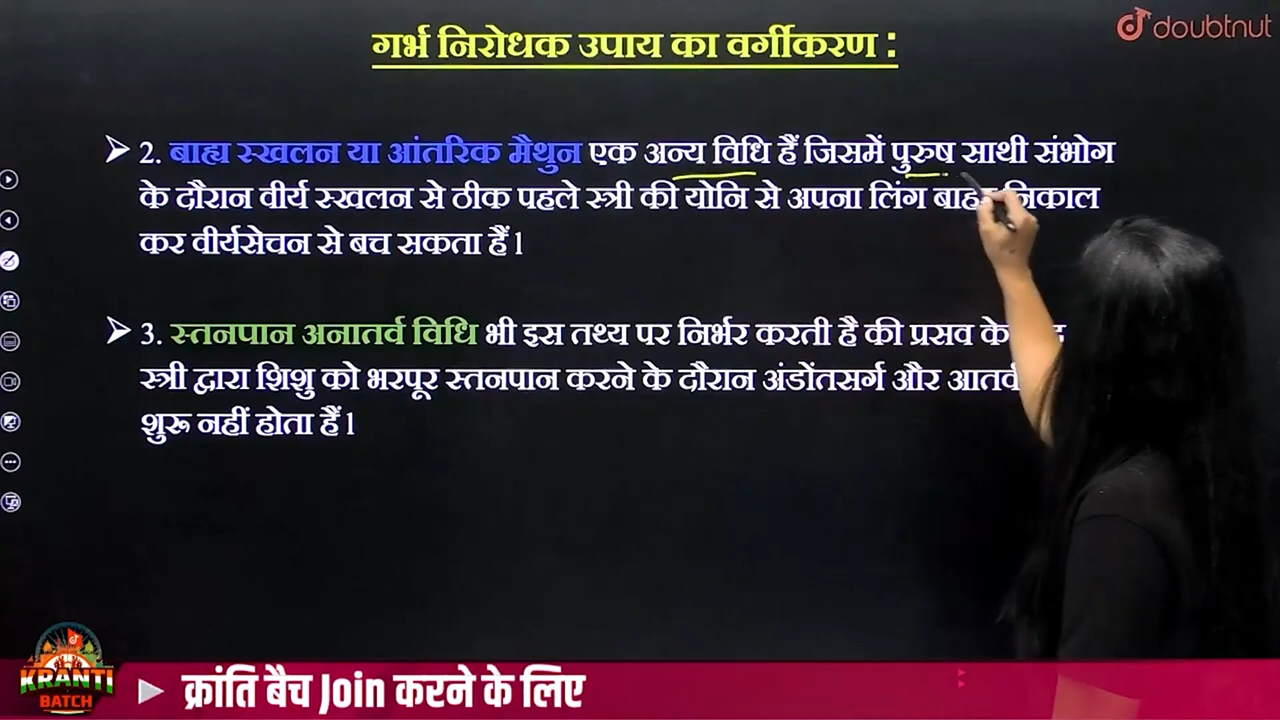 गर्भ निरोधक उपाय का वर्गीकरण :
doubtnut
➢ 2. बाह्य स्खलन या आंतरिक मैथुन एक अन्य विधि हैं जिसमें पुरुष साथी संभोग
के दौरान वीर्य स्खलन से ठीक पहले स्त्री की योनि से अपना लिंग बाहर निकाल
कर वीर्यसेचन से बच सकता हैं l
➢ 3. स्तनपान अनातर्व विधि भी इस तथ्य पर निर्भर करती है की प्रसव के
स्त्री द्वारा शिशु को भरपूर स्तनपान करने के दौरान अंडोंतसर्ग और
शुरू नहीं होता हैं l
KRANTI
BATCH
क्रांति बैच Join करने के लिए